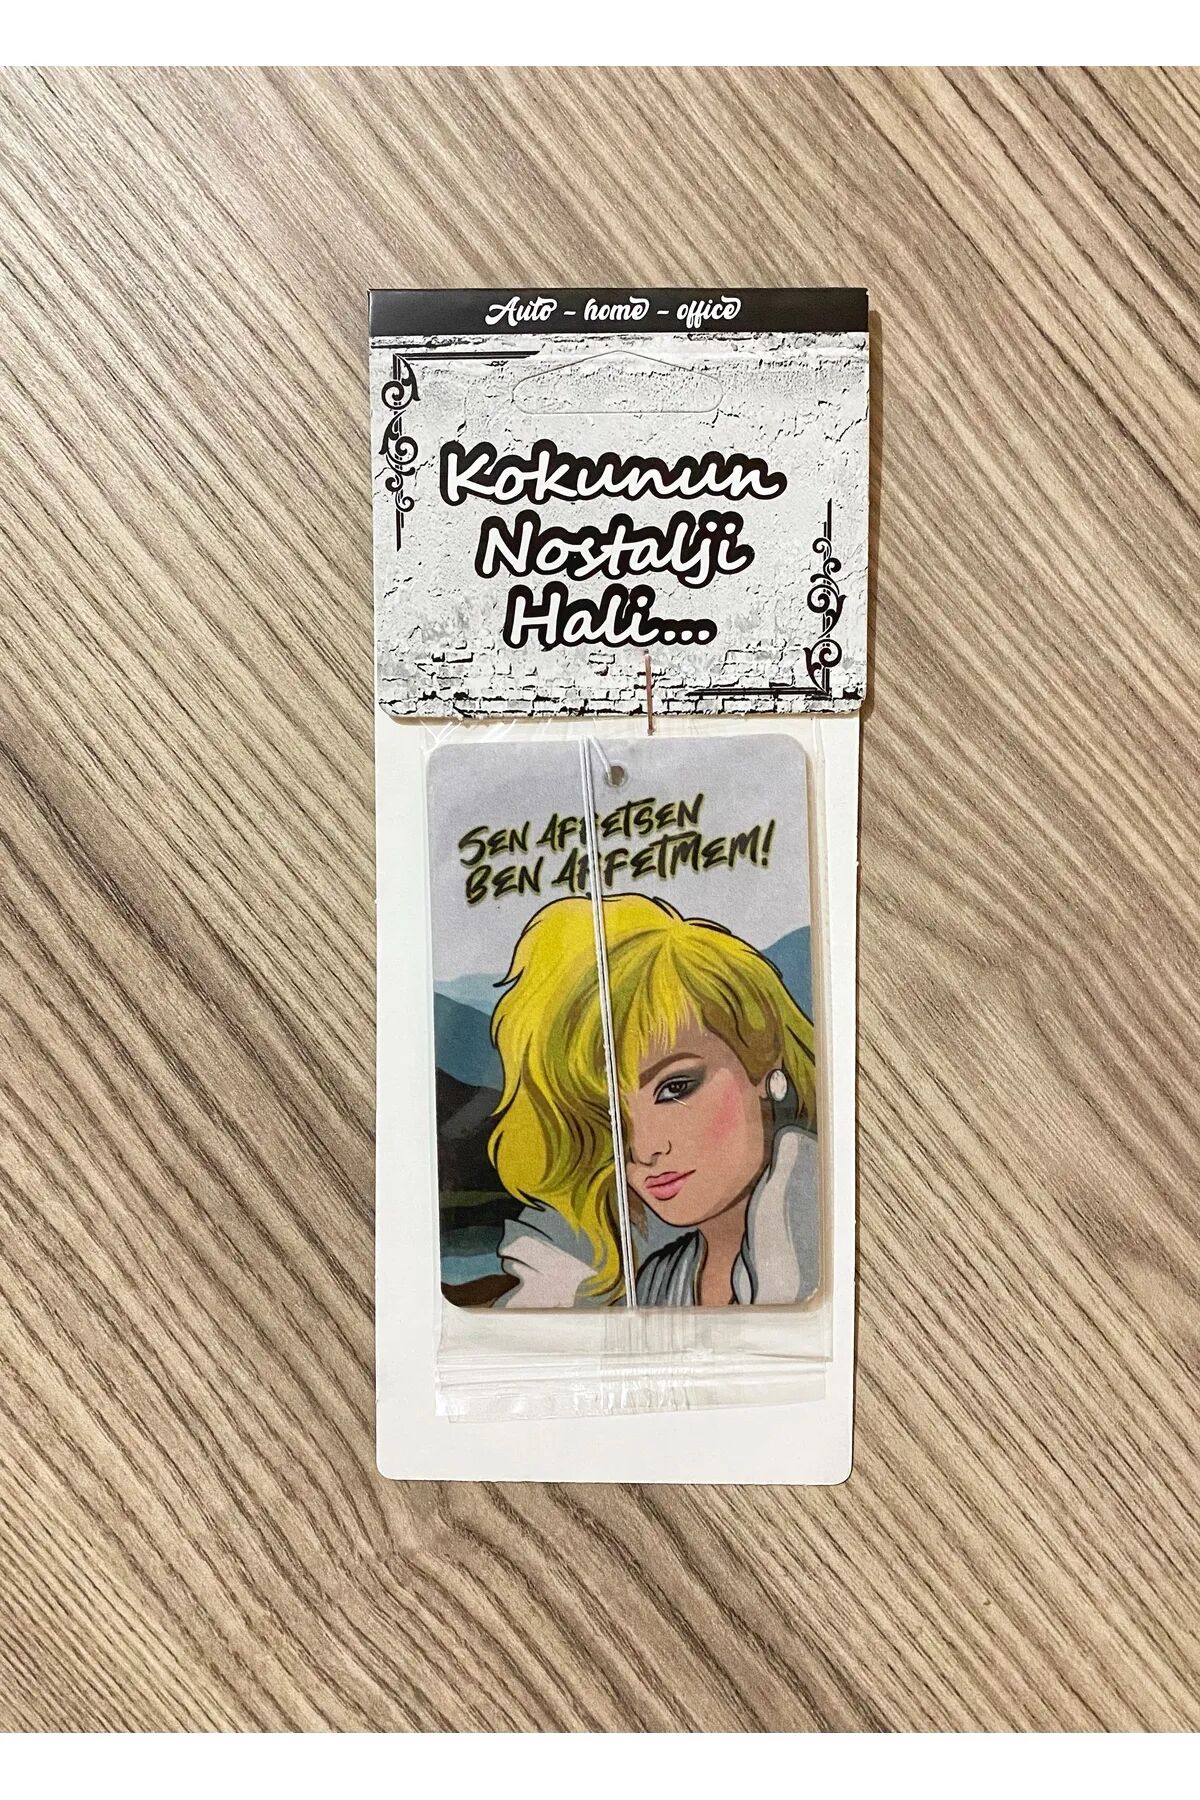 Auto - home - office
Kokunun
Nostalji
Hali...
SEN AFFETSEN
BEN AFFETMEM!